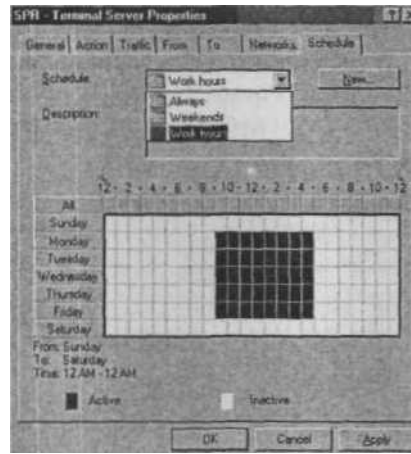 SPR - Terminal Server Properties
General Action Traffic From To Networks Schedule
Schedule: Work hours New...
Always
Weekends
Work hours
Description:
12 • 2 • 4 • 6 • 8 • 10 • 12 • 2 • 4 • 6 • 8 • 10 • 12
All
Sunday
Monday
Tuesday
Wednesday
Thursday
Friday
Saturday
From: Sunday
To: Saturday
Time: 12 AM - 12 AM
Active Inactive
OK Cancel Apply